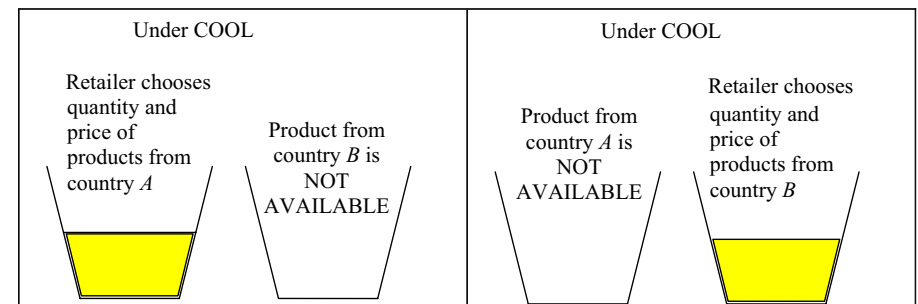 Under COOL
Retailer chooses
quantity and
price of
products from
country A
Product from
country B is
NOT
AVAILABLE
Under COOL
Product from
country A is
NOT
AVAILABLE
Retailer chooses
quantity and
price of
products from
country B